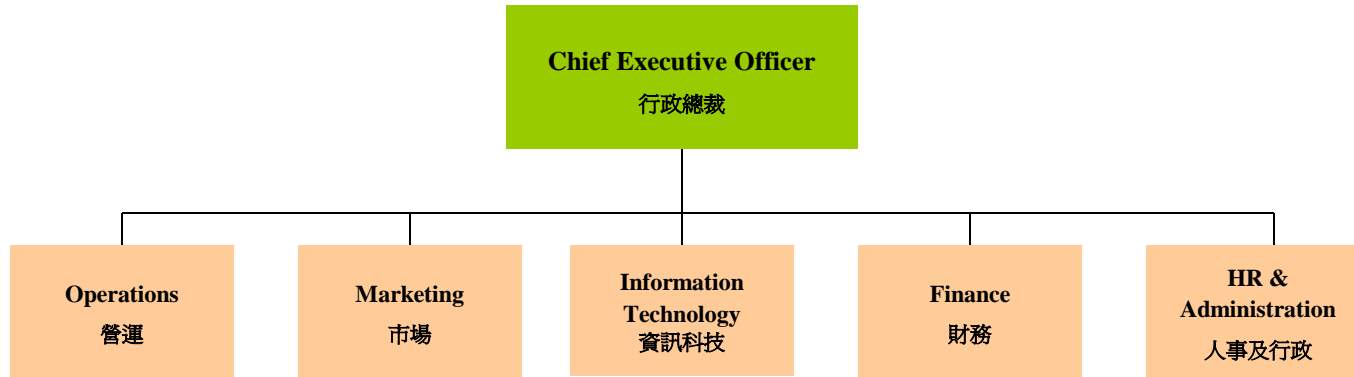 Chief Executive Officer
行政總裁
Operations
營運
Marketing
市場
Information
Technology
資訊科技
Finance
財務
HR &
Administration
人事及行政